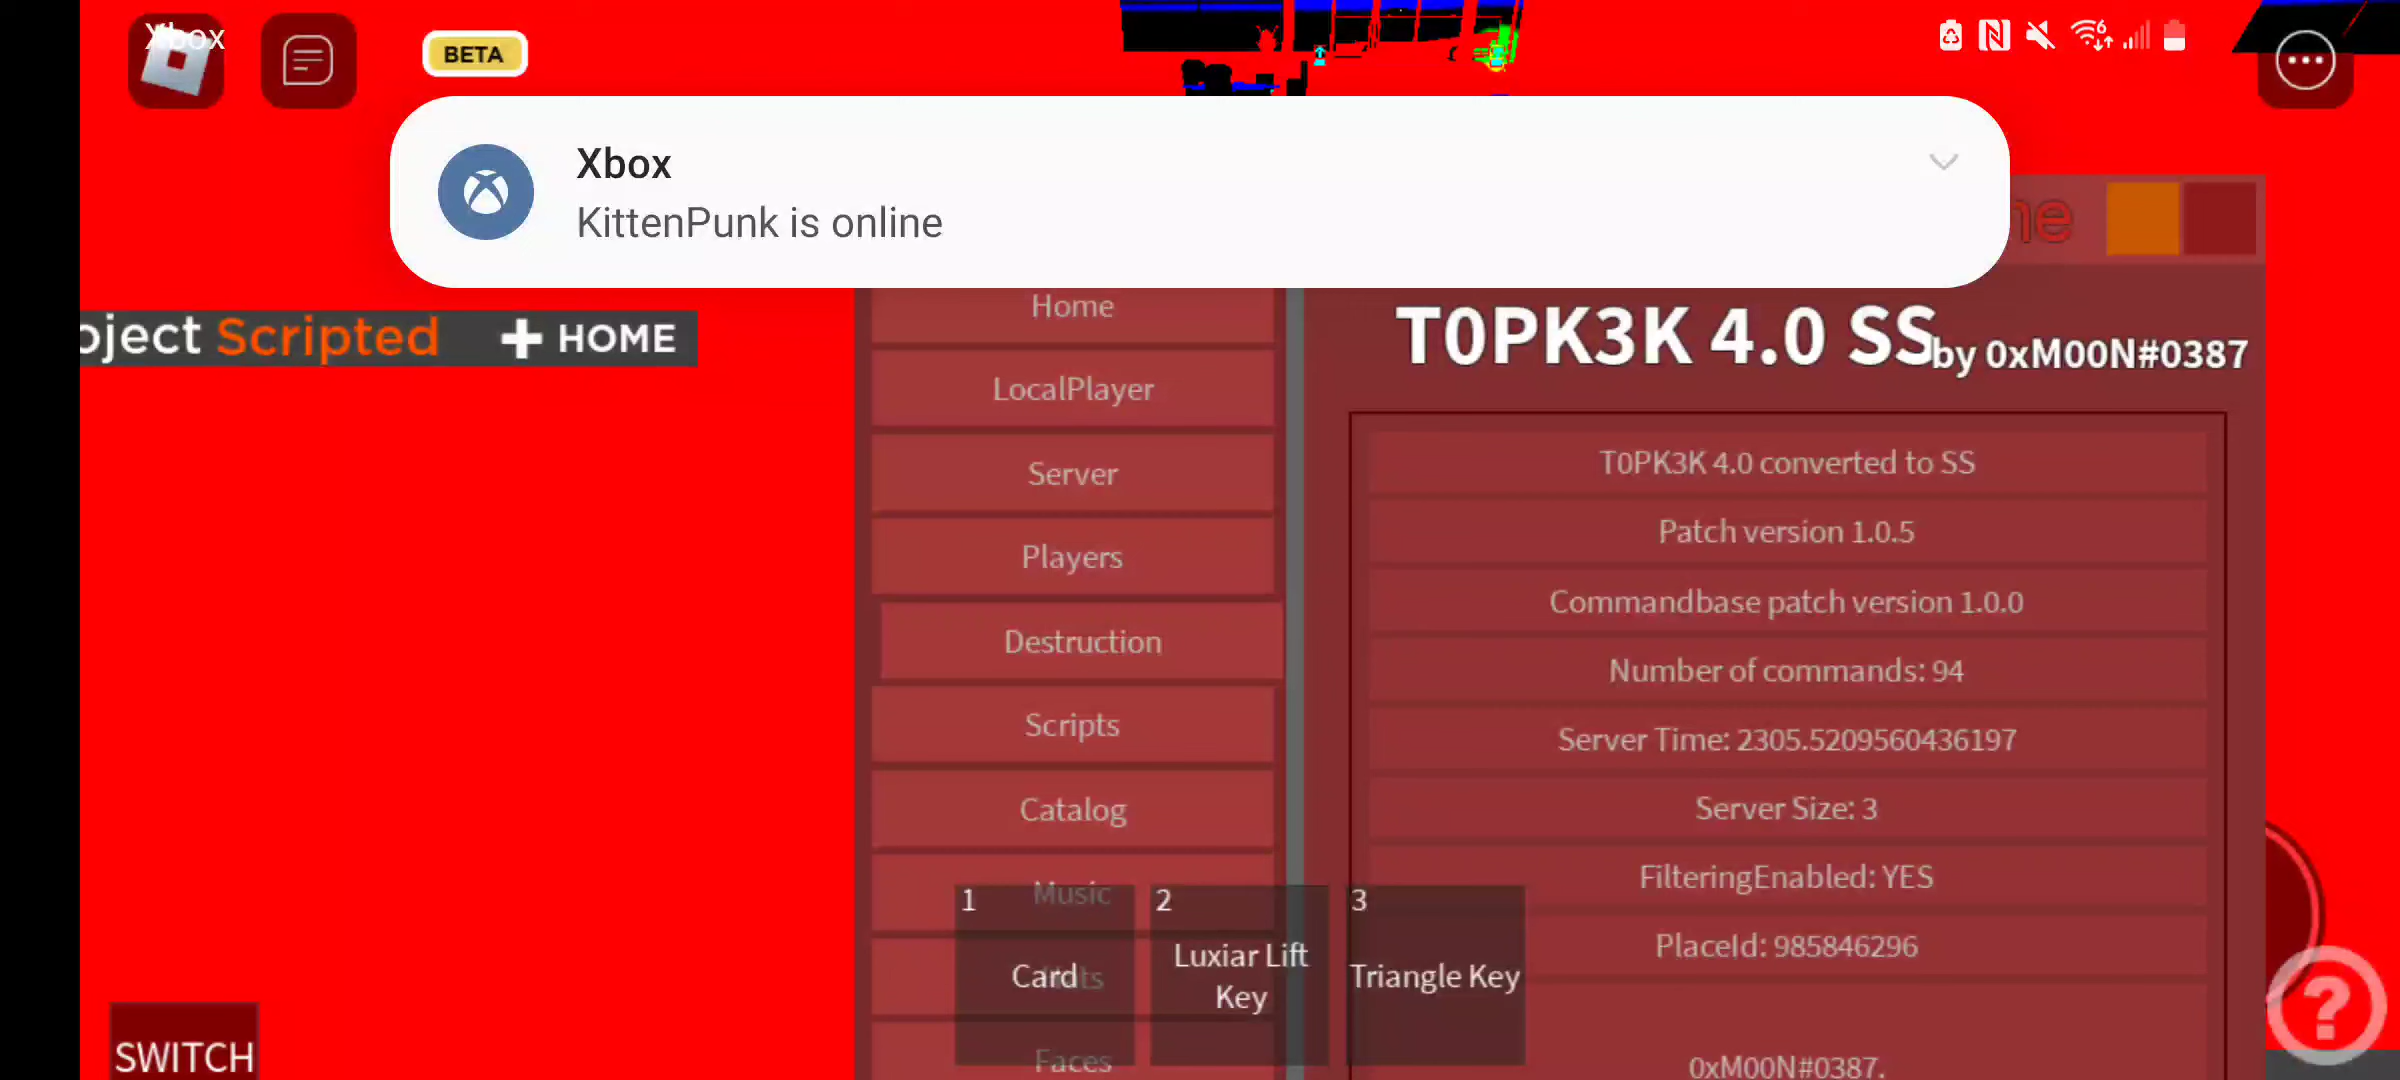 Xbox
BETA
Xbox
KittenPunk is online
oject Scripted
+ HOME
T0PK3K 4.0 SS by 0xM00N#0387
Home
LocalPlayer
Server
Players
Destruction
Scripts
Catalog
Music
Faces
T0PK3K 4.0 converted to SS
Patch version 1.0.5
Commandbase patch version 1.0.0
Number of commands: 94
Server Time: 2305.5209560436197
Server Size: 3
FilteringEnabled: YES
PlaceId: 985846296
0xM00N#0387.
1
Card
2
Luxiar Lift
Key
3
Triangle Key
SWITCH
?